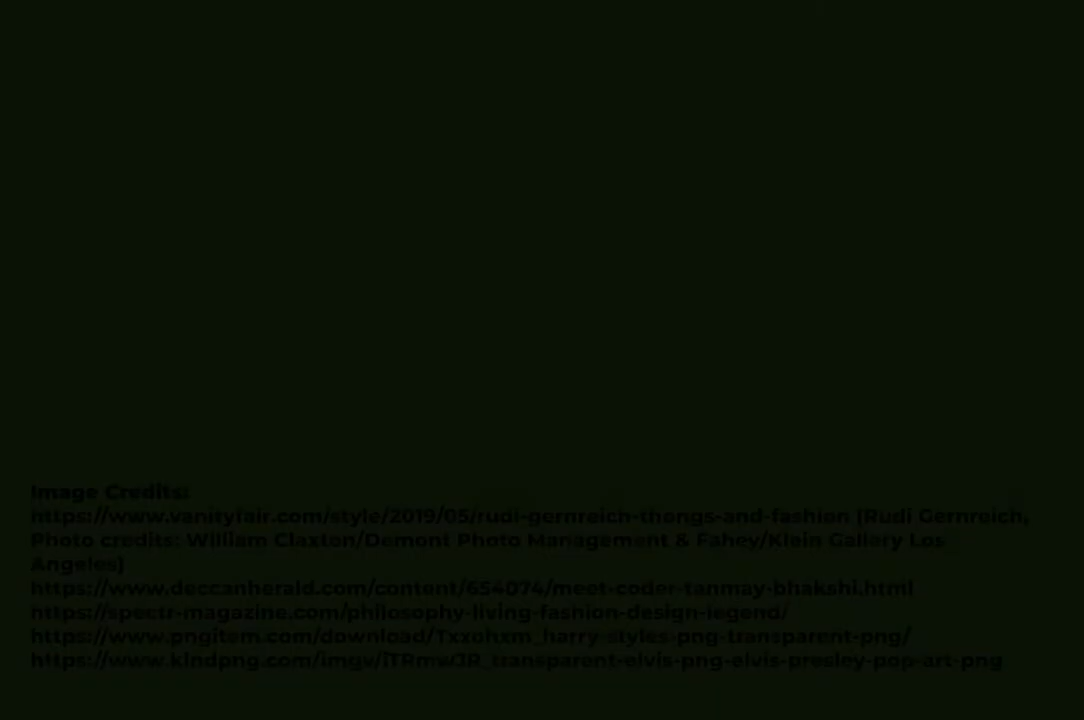 Image Credits:
https://www.vanityfair.com/style/2019/05/rudi-gernreich-thongs-and-fashion (Rudi Gernreich,
Photo credits: William Claxton/Demont Photo Management & Fahey/Klein Gallery Los
Angeles)
https://www.deccanherald.com/content/654074/meet-coder-tanmay-bhakshi.html
https://spectr-magazine.com/philosophy-living-fashion-design-legend/
https://www.pngitem.com/download/Txxohxm_harry-styles-png-transparent-png/
https://www.kindpng.com/imgv/iTRmwJR_transparent-elvis-png-elvis-presley-pop-art-png